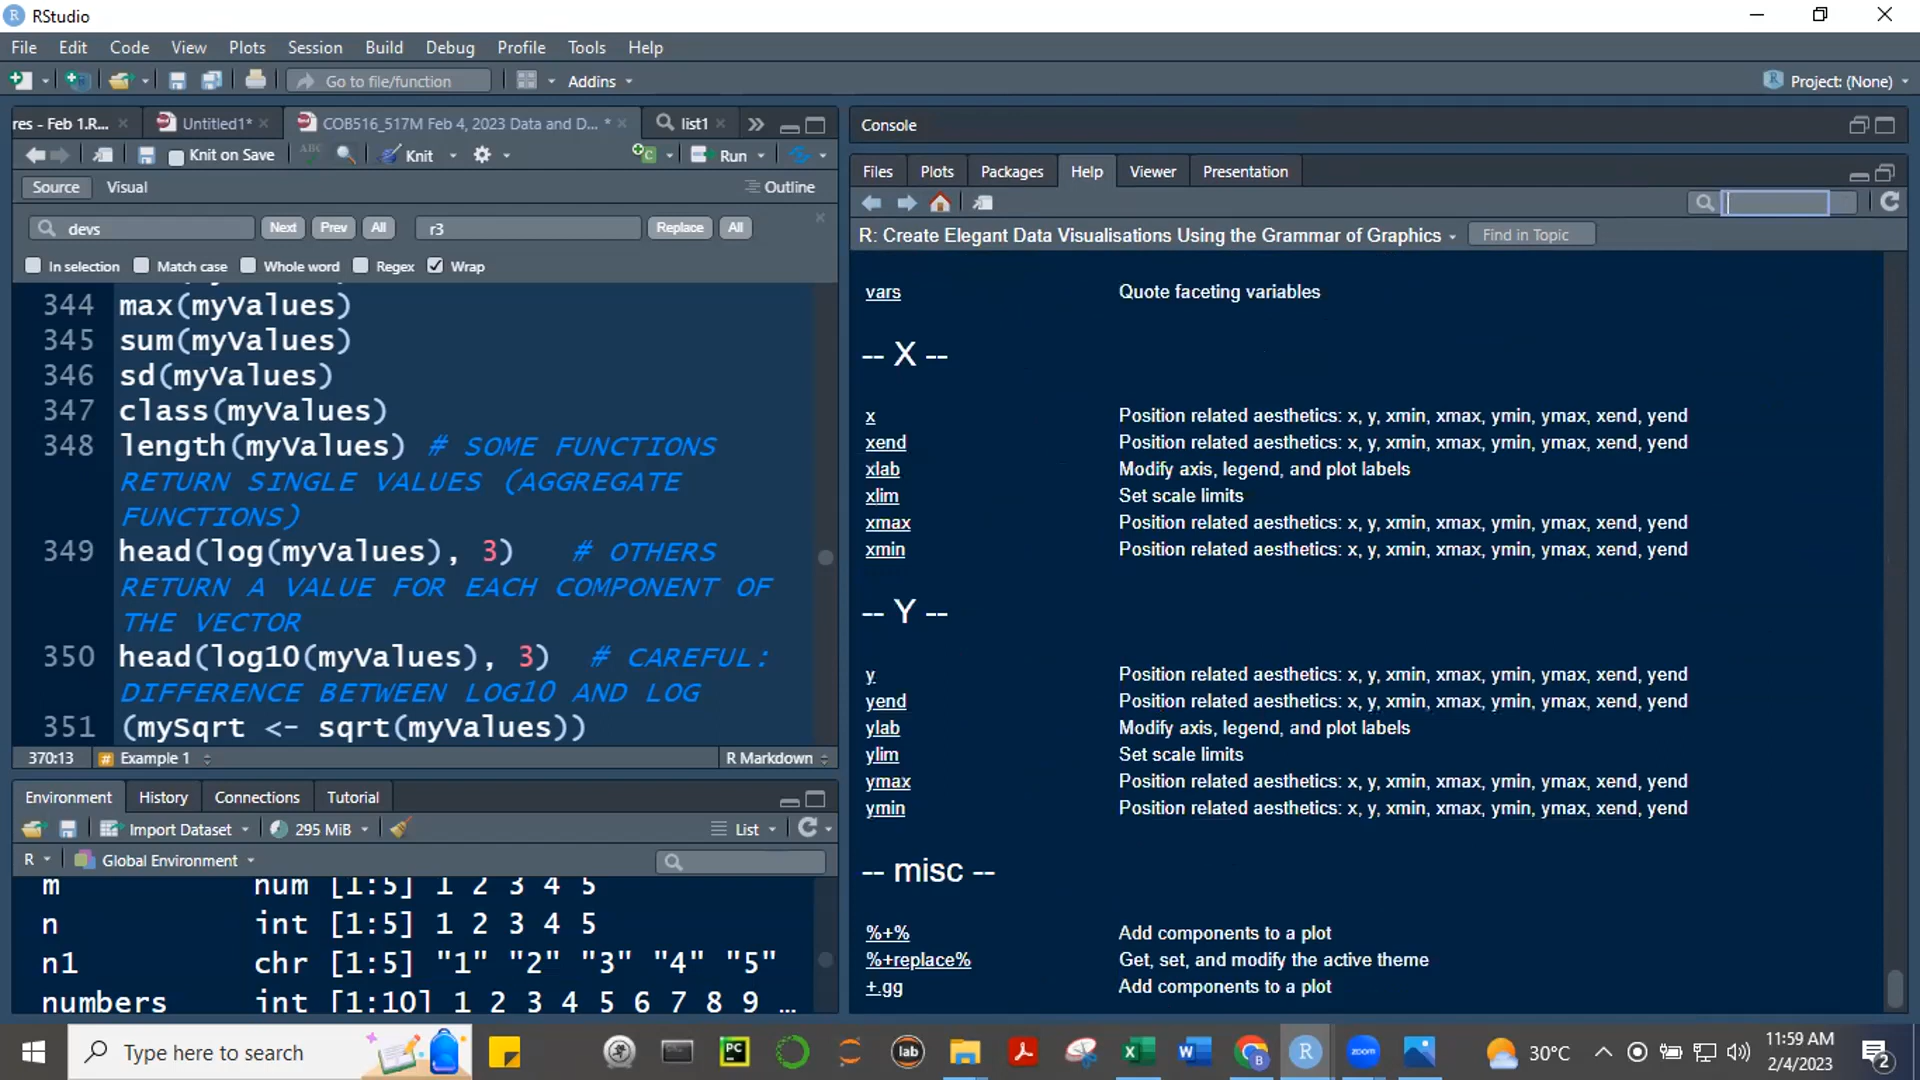 RStudio
File Edit Code View Plots Session Build Debug Profile Tools Help
Go to file/function Addins Project: (None)
res - Feb 1.R... Untitled1* COB516_517M Feb 4, 2023 Data and D... * list1
Knit on Save ABC Knit Run
Source Visual Outline
devs Next Prev All r3 Replace All
In selection Match case Whole word Regex Wrap
344 max(myValues)
345 sum(myValues)
346 sd(myValues)
347 class(myValues)
348 length(myValues) # SOME FUNCTIONS
RETURN SINGLE VALUES (AGGREGATE
FUNCTIONS)
349 head(log(myValues), 3) # OTHERS
RETURN A VALUE FOR EACH COMPONENT OF
THE VECTOR
350 head(log10(myValues), 3) # CAREFUL:
DIFFERENCE BETWEEN LOG10 AND LOG
351 (mySqrt <- sqrt(myValues))
370:13 # Example 1 R Markdown
Environment History Connections Tutorial
Import Dataset 295 MiB List
R Global Environment
m num [1:5] 1 2 3 4 5
n int [1:5] 1 2 3 4 5
n1 chr [1:5] "1" "2" "3" "4" "5"
numbers int [1:10] 1 2 3 4 5 6 7 8 9 ...
Console
Files Plots Packages Help Viewer Presentation
R: Create Elegant Data Visualisations Using the Grammar of Graphics Find in Topic
vars Quote faceting variables
-- X --
x Position related aesthetics: x, y, xmin, xmax, ymin, ymax, xend, yend
xend Position related aesthetics: x, y, xmin, xmax, ymin, ymax, xend, yend
xlab Modify axis, legend, and plot labels
xlim Set scale limits
xmax Position related aesthetics: x, y, xmin, xmax, ymin, ymax, xend, yend
xmin Position related aesthetics: x, y, xmin, xmax, ymin, ymax, xend, yend
-- Y --
y Position related aesthetics: x, y, xmin, xmax, ymin, ymax, xend, yend
yend Position related aesthetics: x, y, xmin, xmax, ymin, ymax, xend, yend
ylab Modify axis, legend, and plot labels
ylim Set scale limits
ymax Position related aesthetics: x, y, xmin, xmax, ymin, ymax, xend, yend
ymin Position related aesthetics: x, y, xmin, xmax, ymin, ymax, xend, yend
-- misc --
%+% Add components to a plot
%+replace% Get, set, and modify the active theme
+.gg Add components to a plot
Type here to search PC lab zoom 30°C 11:59 AM
2/4/2023 2